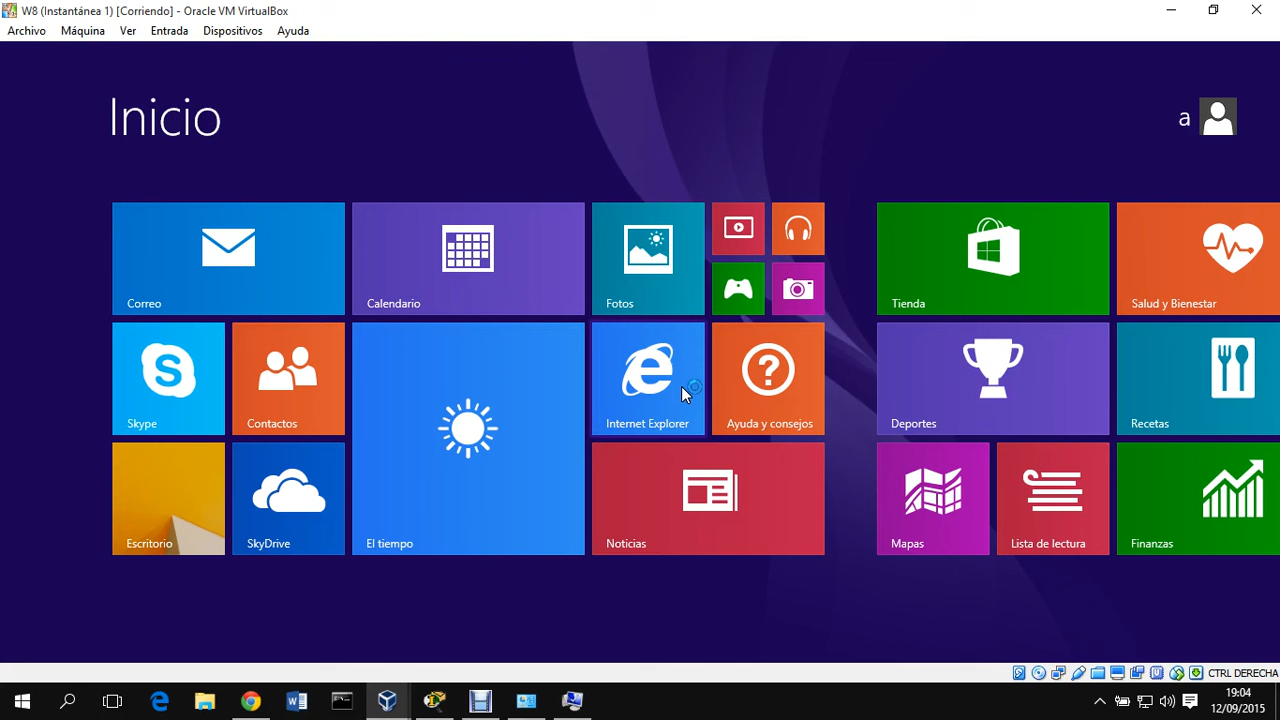 W8 (Instantánea 1) [Corriendo] - Oracle VM VirtualBox
Archivo Máquina Ver Entrada Dispositivos Ayuda
Inicio
a
Correo
Calendario
Fotos
Tienda
Salud y Bienestar
Skype
Contactos
Internet Explorer
Ayuda y consejos
Deportes
Recetas
Escritorio
SkyDrive
El tiempo
Noticias
Mapas
Lista de lectura
Finanzas
CTRL DERECHA
19:04
12/09/2015